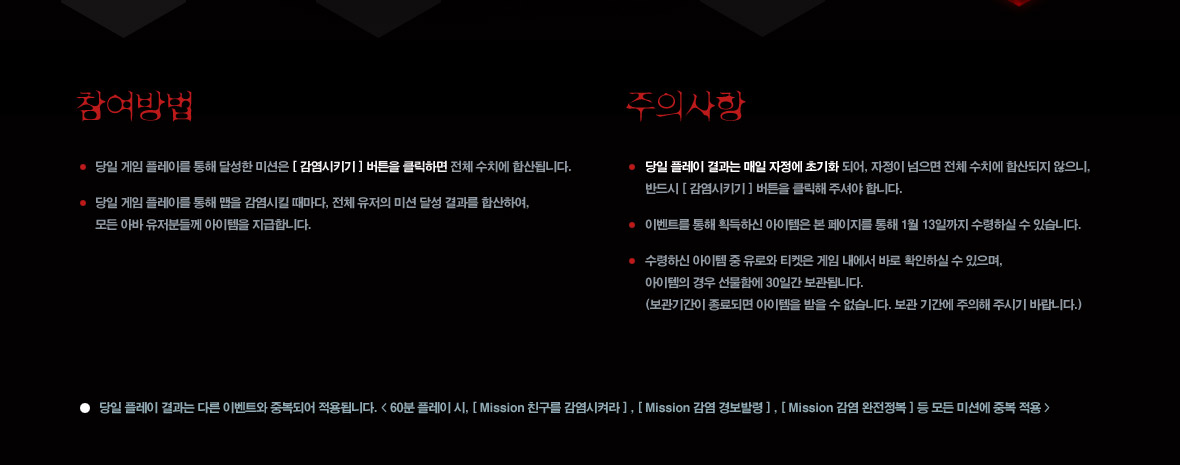 참여방법
당일 게임 플레이를 통해 달성한 미션은 [ 감염시키기 ] 버튼을 클릭하면 전체 수치에 합산됩니다.
당일 게임 플레이를 통해 맵을 감염시킬 때마다, 전체 유저의 미션 달성 결과를 합산하여,
모든 아바 유저분들께 아이템을 지급합니다.
주의사항
당일 플레이 결과는 매일 자정에 초기화 되어, 자정이 넘으면 전체 수치에 합산되지 않으니,
반드시 [ 감염시키기 ] 버튼을 클릭해 주셔야 합니다.
이벤트를 통해 획득하신 아이템은 본 페이지를 통해 1월 13일까지 수령하실 수 있습니다.
수령하신 아이템 중 유로와 티켓은 게임 내에서 바로 확인하실 수 있으며,
아이템의 경우 선물함에 30일간 보관됩니다.
(보관기간이 종료되면 아이템을 받을 수 없습니다. 보관 기간에 주의해 주시기 바랍니다.)
당일 플레이 결과는 다른 이벤트와 중복되어 적용됩니다. < 60분 플레이 시, [ Mission 친구를 감염시켜라 ] , [ Mission 감염 경보발령 ] , [ Mission 감염 완전정복 ] 등 모든 미션에 중복 적용 >